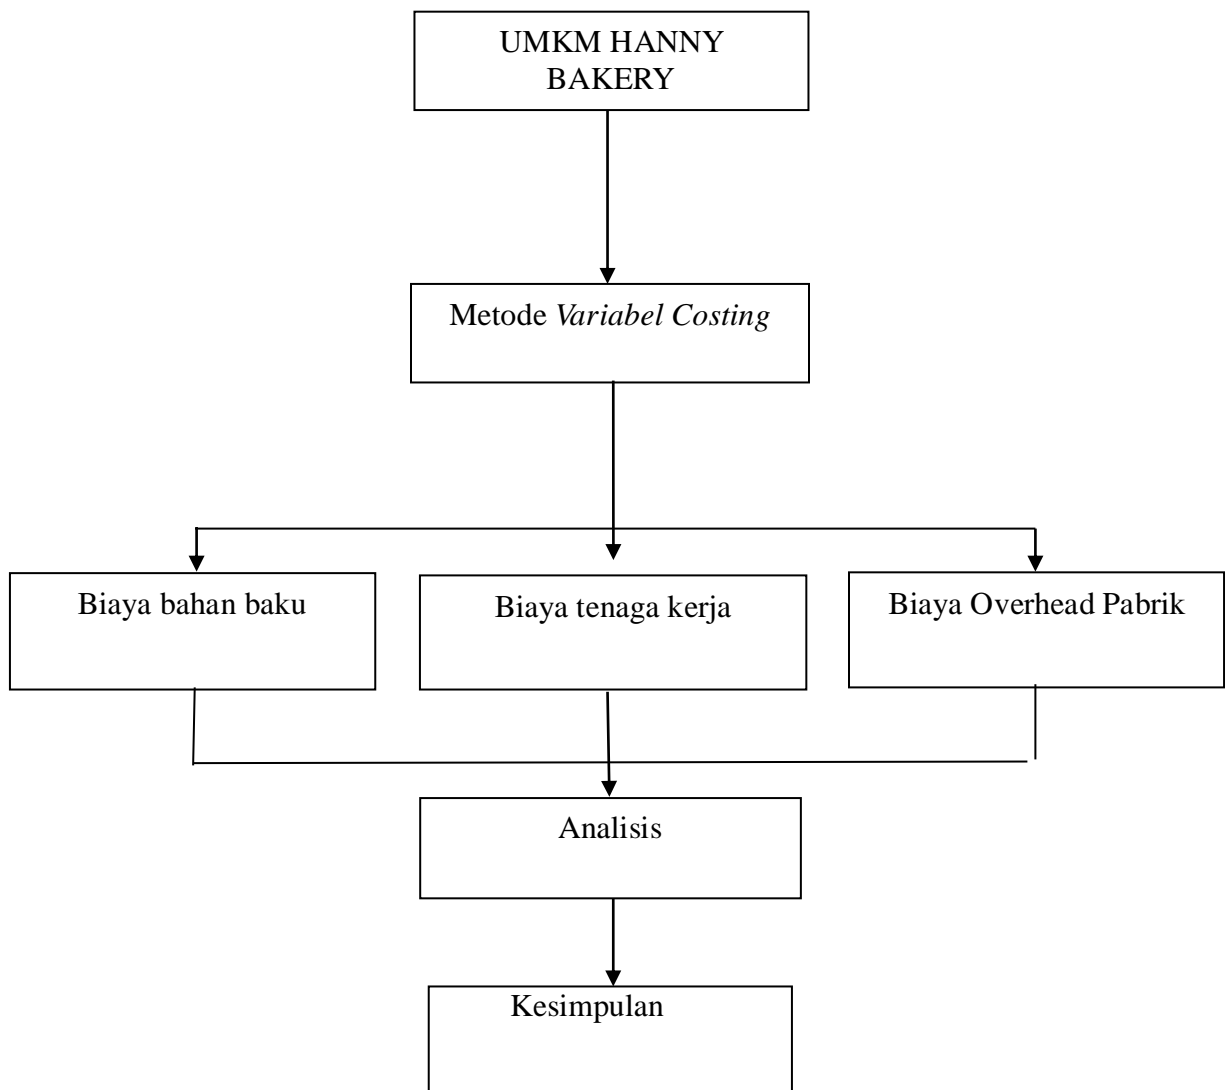 UMKM HANNY
BAKERY
Metode Variabel Costing
Biaya bahan baku
Biaya tenaga kerja
Biaya Overhead Pabrik
Analisis
Kesimpulan